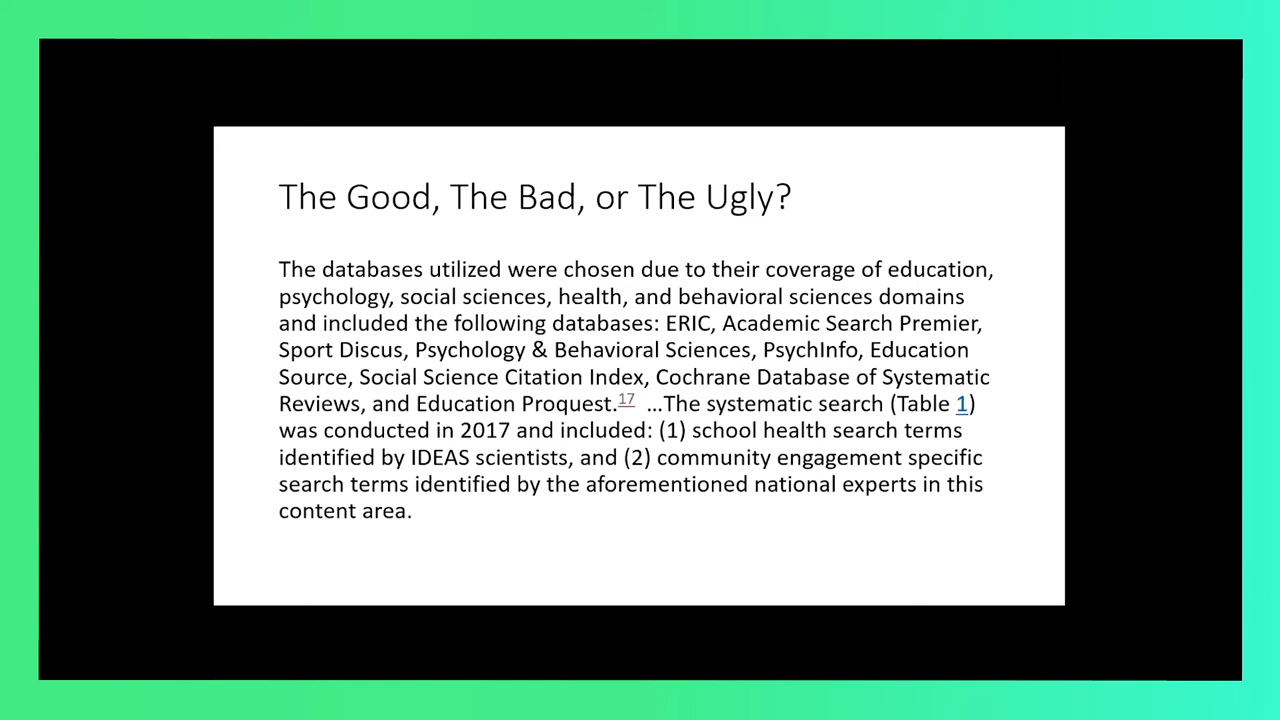 The Good, The Bad, or The Ugly?
The databases utilized were chosen due to their coverage of education,
psychology, social sciences, health, and behavioral sciences domains
and included the following databases: ERIC, Academic Search Premier,
Sport Discus, Psychology & Behavioral Sciences, PsychInfo, Education
Source, Social Science Citation Index, Cochrane Database of Systematic
Reviews, and Education Proquest.17 …The systematic search (Table 1)
was conducted in 2017 and included: (1) school health search terms
identified by IDEAS scientists, and (2) community engagement specific
search terms identified by the aforementioned national experts in this
content area.